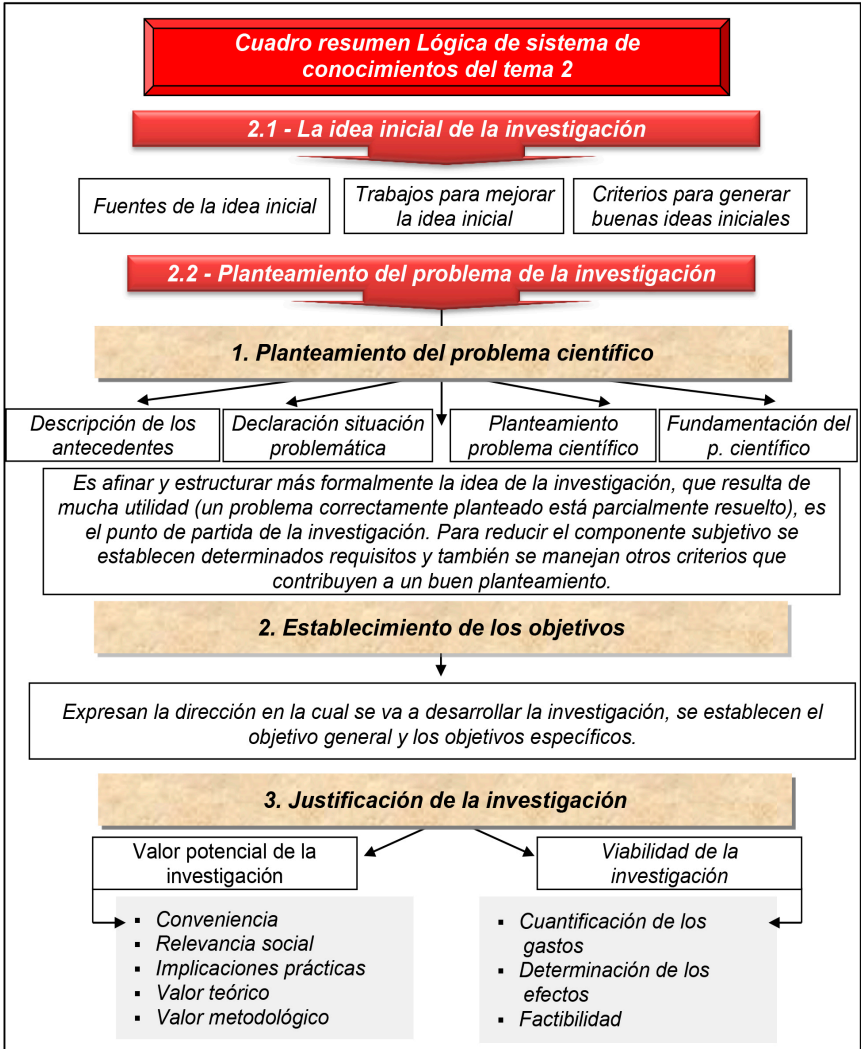 Cuadro resumen Lógica de sistema de
conocimientos del tema 2
2.1 - La idea inicial de la investigación
Fuentes de la idea inicial
Trabajos para mejorar
la idea inicial
Criterios para generar
buenas ideas iniciales
2.2 - Planteamiento del problema de la investigación
1. Planteamiento del problema científico
Descripción de los
antecedentes
Declaración situación
problemática
Planteamiento
problema científico
Fundamentación del
p. científico
Es afinar y estructurar más formalmente la idea de la investigación, que resulta de
mucha utilidad (un problema correctamente planteado está parcialmente resuelto), es
el punto de partida de la investigación. Para reducir el componente subjetivo se
establecen determinados requisitos y también se manejan otros criterios que
contribuyen a un buen planteamiento.
2. Establecimiento de los objetivos
Expresan la dirección en la cual se va a desarrollar la investigación, se establecen el
objetivo general y los objetivos específicos.
3. Justificación de la investigación
Valor potencial de la
investigación
▪ Conveniencia
▪ Relevancia social
▪ Implicaciones prácticas
▪ Valor teórico
▪ Valor metodológico
Viabilidad de la
investigación
▪ Cuantificación de los
gastos
▪ Determinación de los
efectos
▪ Factibilidad